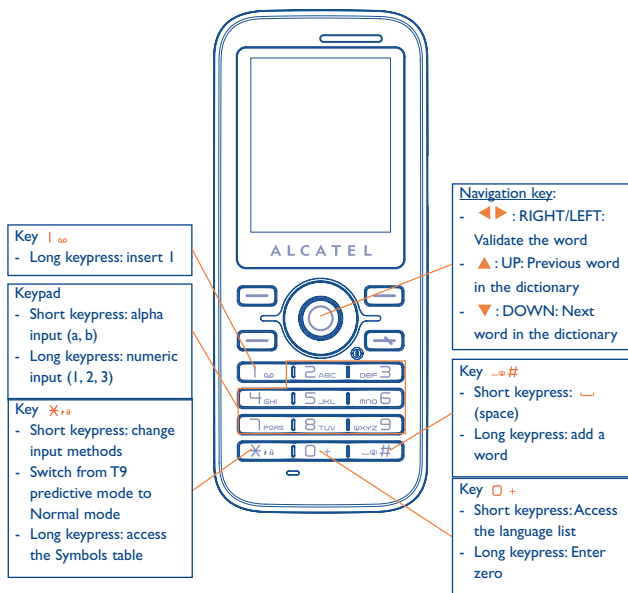 ALCATEL
1
2 ABC
DEF 3
4 GHI
5 JKL
MNO 6
7 PQRS
8 TUV
WXYZ 9
0 +
#
Key 1
- Long keypress: insert 1
Keypad
- Short keypress: alpha
input (a, b)
- Long keypress: numeric
input (1, 2, 3)
Key
- Short keypress: change
input methods
- Switch from T9
predictive mode to
Normal mode
- Long keypress: access
the Symbols table
Navigation key:
- ◀ ▶ : RIGHT/LEFT:
Validate the word
- ▲ : UP: Previous word
in the dictionary
- ▼ : DOWN: Next
word in the dictionary
Key #
- Short keypress:
(space)
- Long keypress: add a
word
Key 0 +
- Short keypress: Access
the language list
- Long keypress: Enter
zero